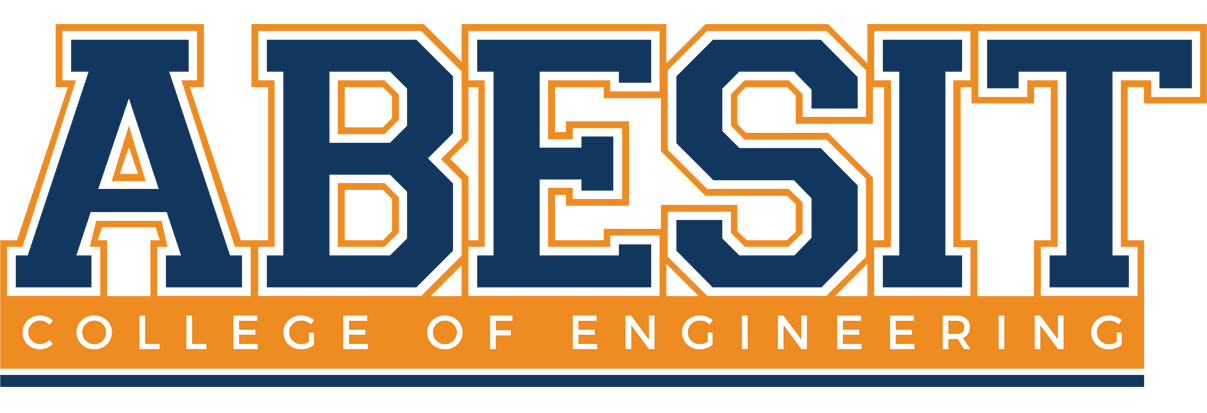 ABESIT
COLLEGE OF ENGINEERING